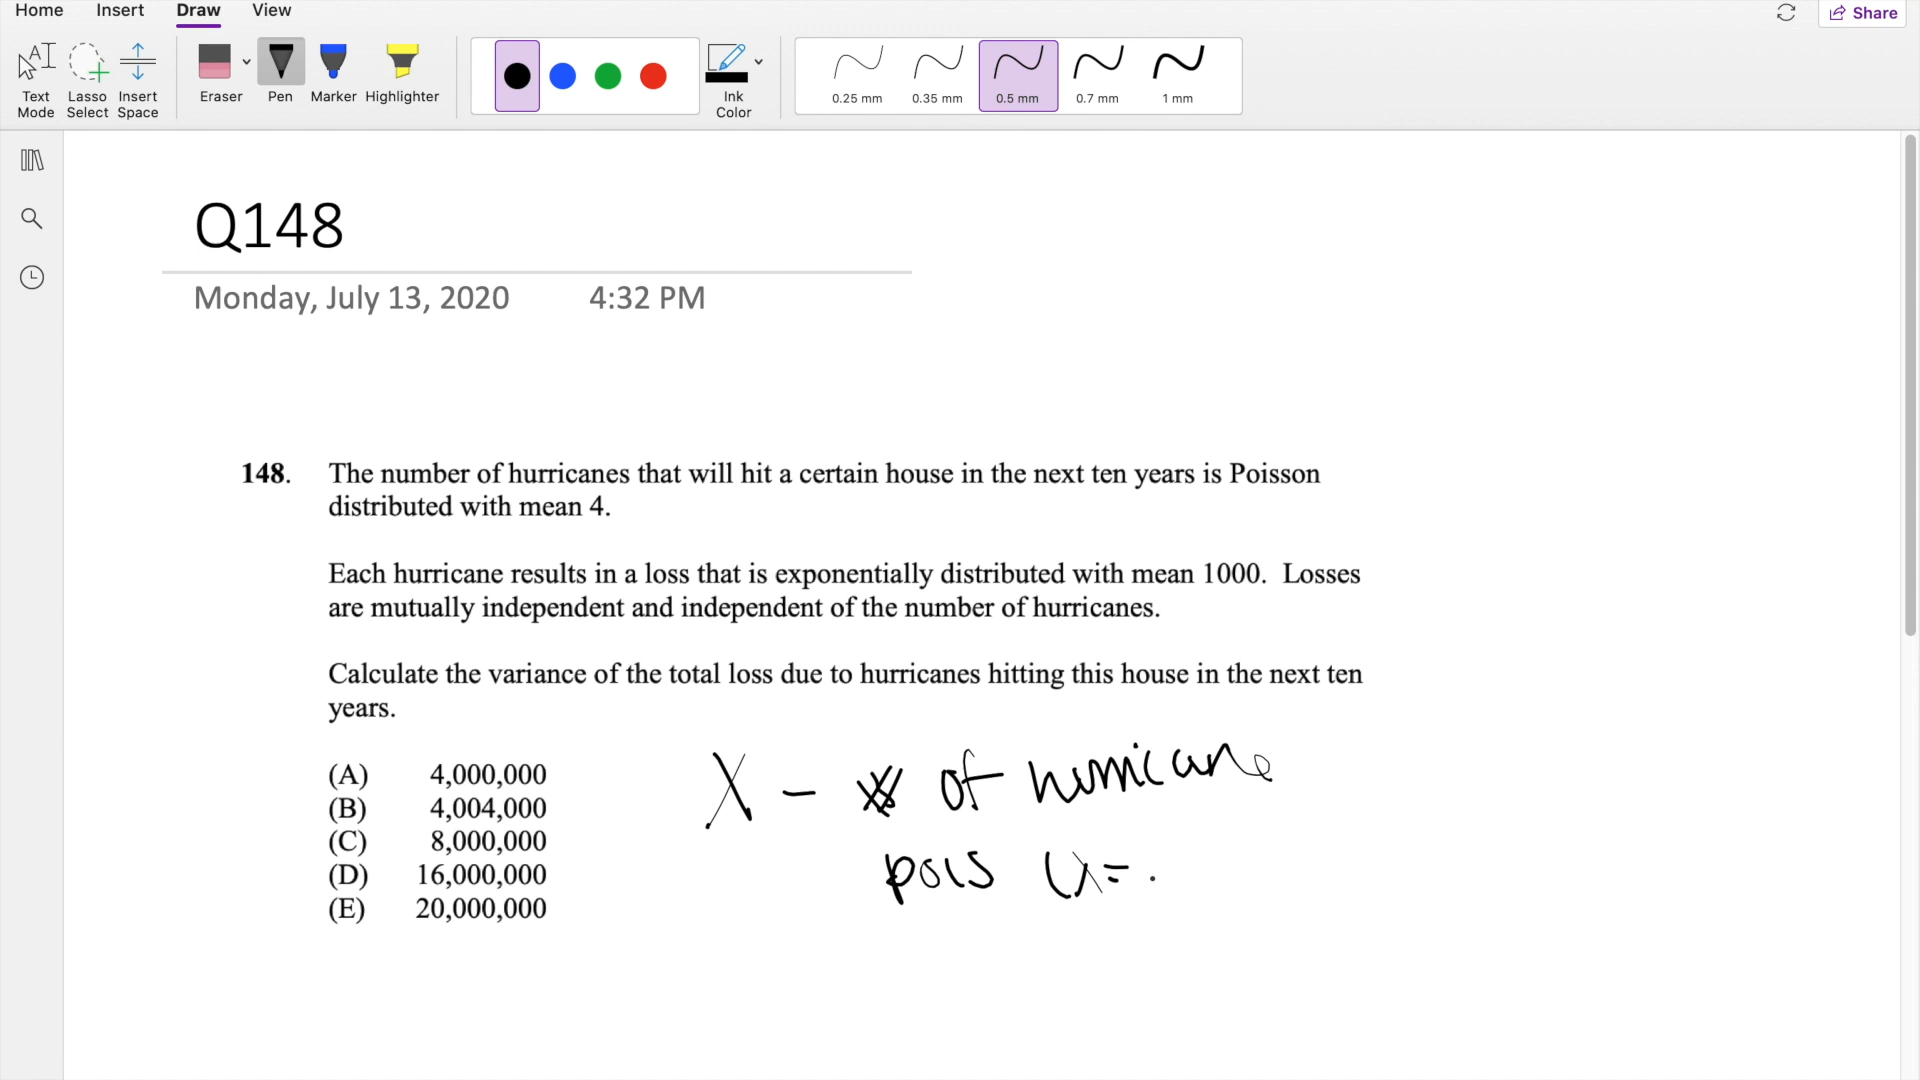 Home Insert Draw View Share
Text Mode Lasso Select Insert Space Eraser Pen Marker Highlighter Ink Color 0.25 mm 0.35 mm 0.5 mm 0.7 mm 1 mm
Q148
Monday, July 13, 2020 4:32 PM
148. The number of hurricanes that will hit a certain house in the next ten years is Poisson
distributed with mean 4.
Each hurricane results in a loss that is exponentially distributed with mean 1000. Losses
are mutually independent and independent of the number of hurricanes.
Calculate the variance of the total loss due to hurricanes hitting this house in the next ten
years.
(A) 4,000,000
(B) 4,004,000
(C) 8,000,000
(D) 16,000,000
(E) 20,000,000
X - # of hurricane
pois (λ=